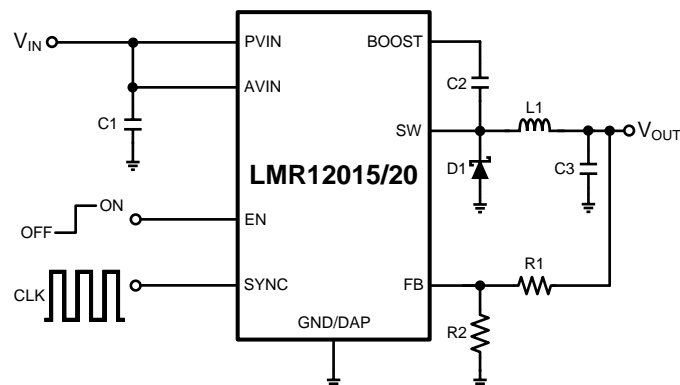 VIN
PVIN
BOOST
AVIN
C2
C1
L1
SW
VOUT
D1
C3
LMR12015/20
ON
OFF
EN
CLK
SYNC
FB
R1
GND/DAP
R2